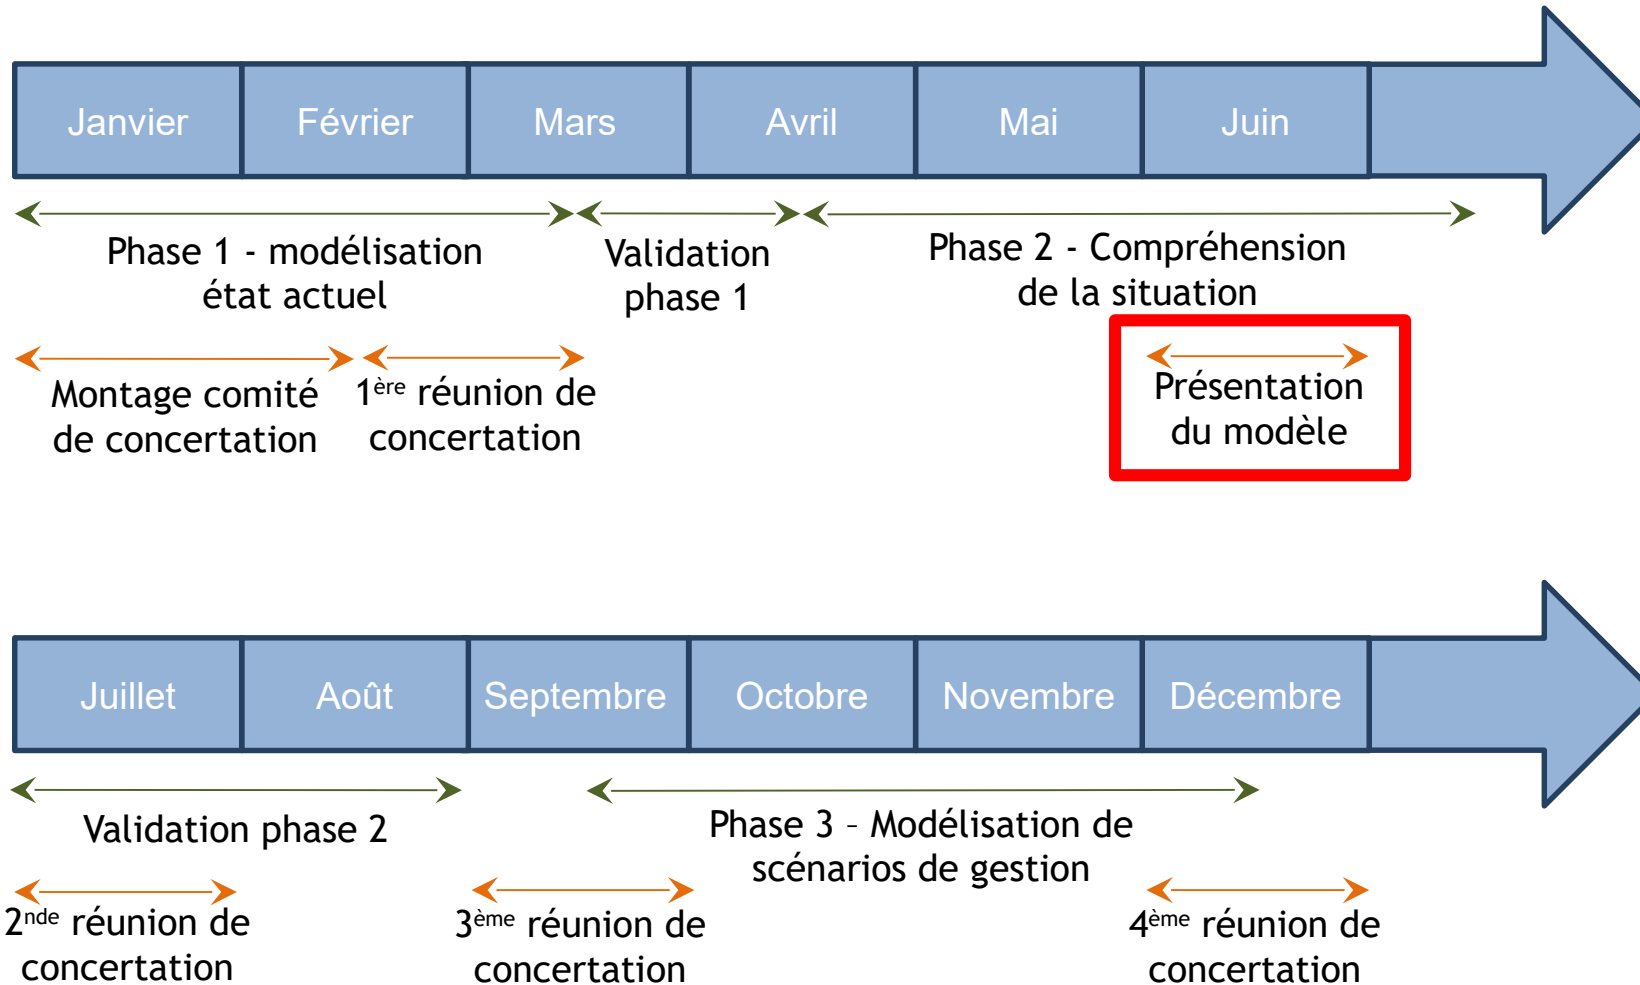 Janvier Février Mars Avril Mai Juin
Phase 1 - modélisation
état actuel
Validation
phase 1
Phase 2 - Compréhension
de la situation
Montage comité
de concertation
1ère réunion de
concertation
Présentation
du modèle
Juillet Août Septembre Octobre Novembre Décembre
Validation phase 2
Phase 3 – Modélisation de
scénarios de gestion
2nde réunion de
concertation
3ème réunion de
concertation
4ème réunion de
concertation